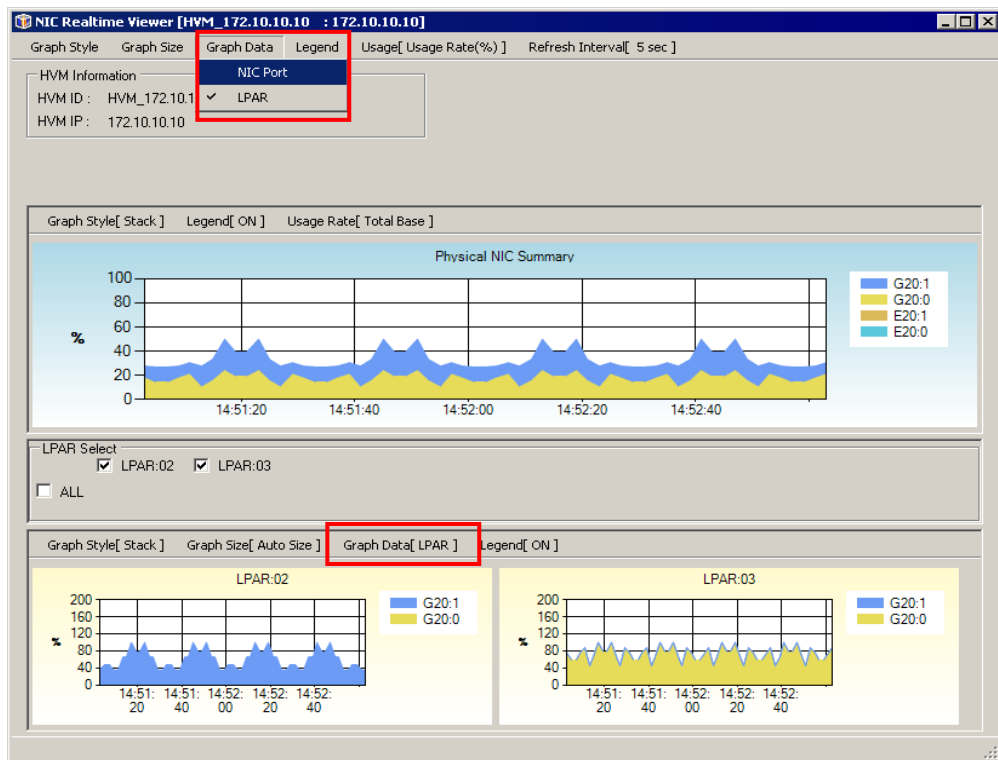 NIC Realtime Viewer [HVM_172.10.10.10 : 172.10.10.10]
Graph Style Graph Size Graph Data Legend Usage[ Usage Rate(%) ] Refresh Interval[ 5 sec ]
NIC Port
✓ LPAR
HVM Information
HVM ID : HVM_172.10.1
HVM IP : 172.10.10.10
Graph Style[ Stack ] Legend[ ON ] Usage Rate[ Total Base ]
Physical NIC Summary
100
80
60
%
40
20
0
14:51:20 14:51:40 14:52:00 14:52:20 14:52:40
G20:1
G20:0
E20:1
E20:0
LPAR Select
LPAR:02 LPAR:03
ALL
Graph Style[ Stack ] Graph Size[ Auto Size ] Graph Data[ LPAR ] Legend[ ON ]
LPAR:02
200
160
120
%
80
40
0
14:51: 14:51: 14:52: 14:52: 14:52:
20 40 00 20 40
G20:1
G20:0
LPAR:03
200
160
120
%
80
40
0
14:51: 14:51: 14:52: 14:52: 14:52:
20 40 00 20 40
G20:1
G20:0